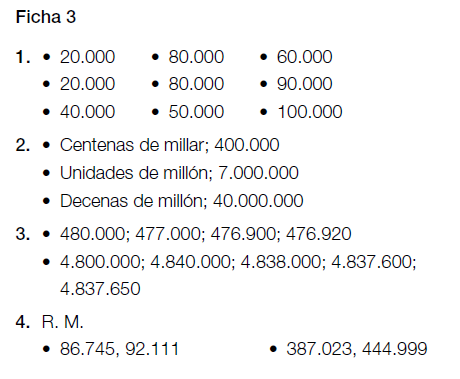 Ficha 3
1. • 20.000 • 80.000 • 60.000
• 20.000 • 80.000 • 90.000
• 40.000 • 50.000 • 100.000
2. • Centenas de millar; 400.000
• Unidades de millón; 7.000.000
• Decenas de millón; 40.000.000
3. • 480.000; 477.000; 476.900; 476.920
• 4.800.000; 4.840.000; 4.838.000; 4.837.600;
4.837.650
4. R. M.
• 86.745, 92.111 • 387.023, 444.999